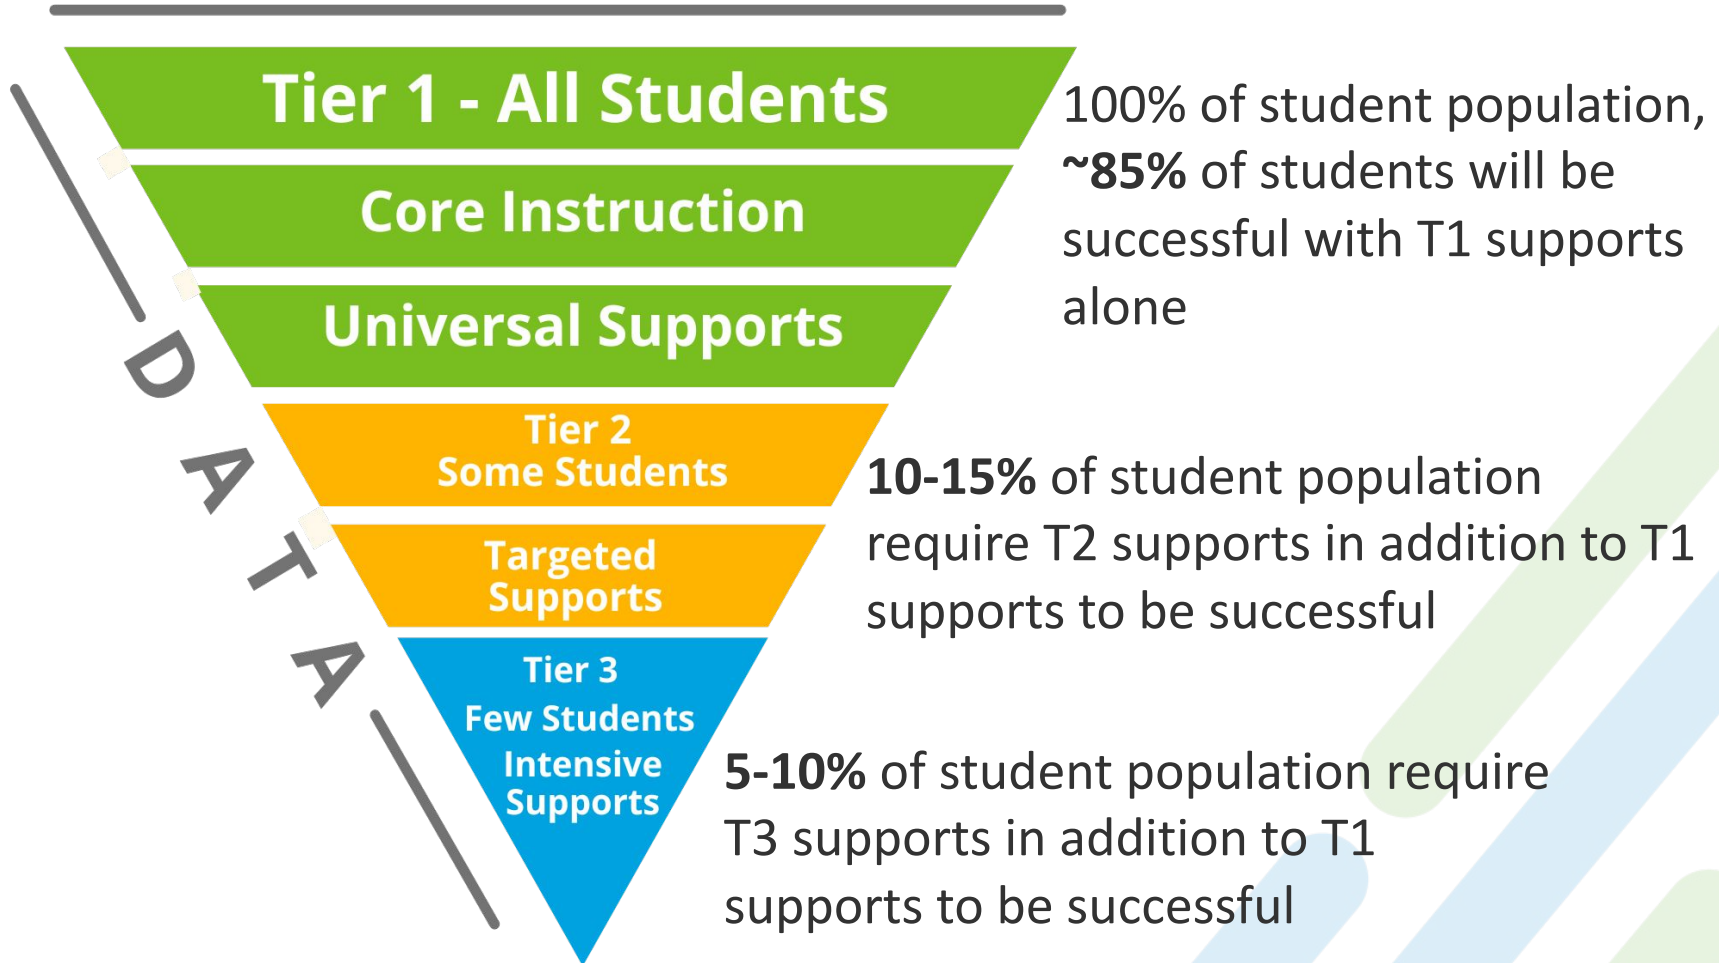 Tier 1 - All Students
Core Instruction
Universal Supports
100% of student population,
~85% of students will be
successful with T1 supports
alone
DATA
Tier 2
Some Students
Targeted
Supports
10-15% of student population
require T2 supports in addition to T1
supports to be successful
Tier 3
Few Students
Intensive
Supports
5-10% of student population require
T3 supports in addition to T1
supports to be successful